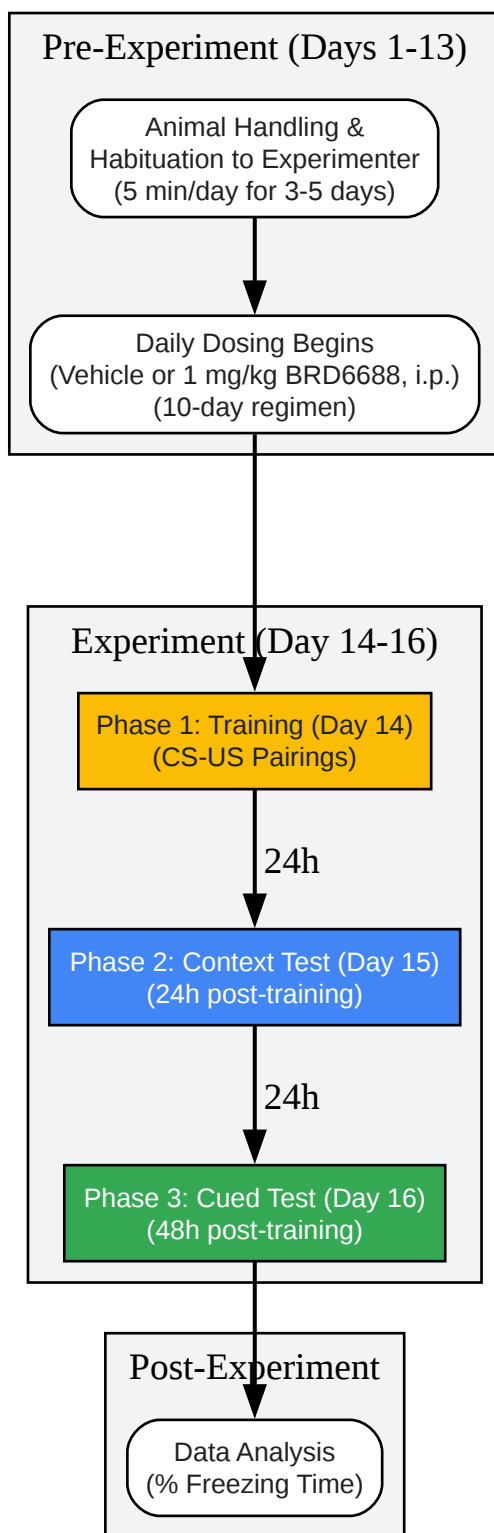 Pre-Experiment (Days 1-13)
Animal Handling &
Habituation to Experimenter
(5 min/day for 3-5 days)
Daily Dosing Begins
(Vehicle or 1 mg/kg BRD6688, i.p.)
(10-day regimen)
Experiment (Day 14-16)
Phase 1: Training (Day 14)
(CS-US Pairings)
24h
Phase 2: Context Test (Day 15)
(24h post-training)
24h
Phase 3: Cued Test (Day 16)
(48h post-training)
Post-Experiment
Data Analysis
(% Freezing Time)